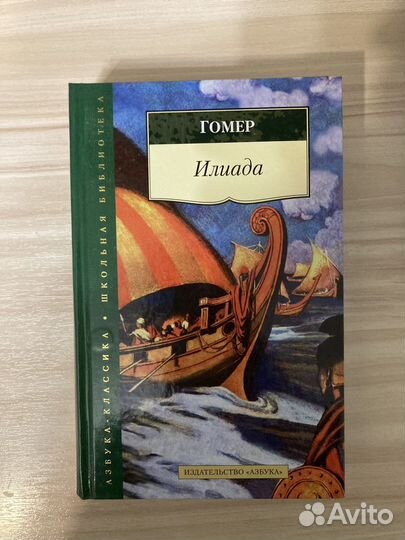 ГОМЕР
Илиада
АЗБУКА-КЛАССИКА • ШКОЛЬНАЯ БИБЛИОТЕКА
ИЗДАТЕЛЬСТВО «АЗБУКА»
Avito